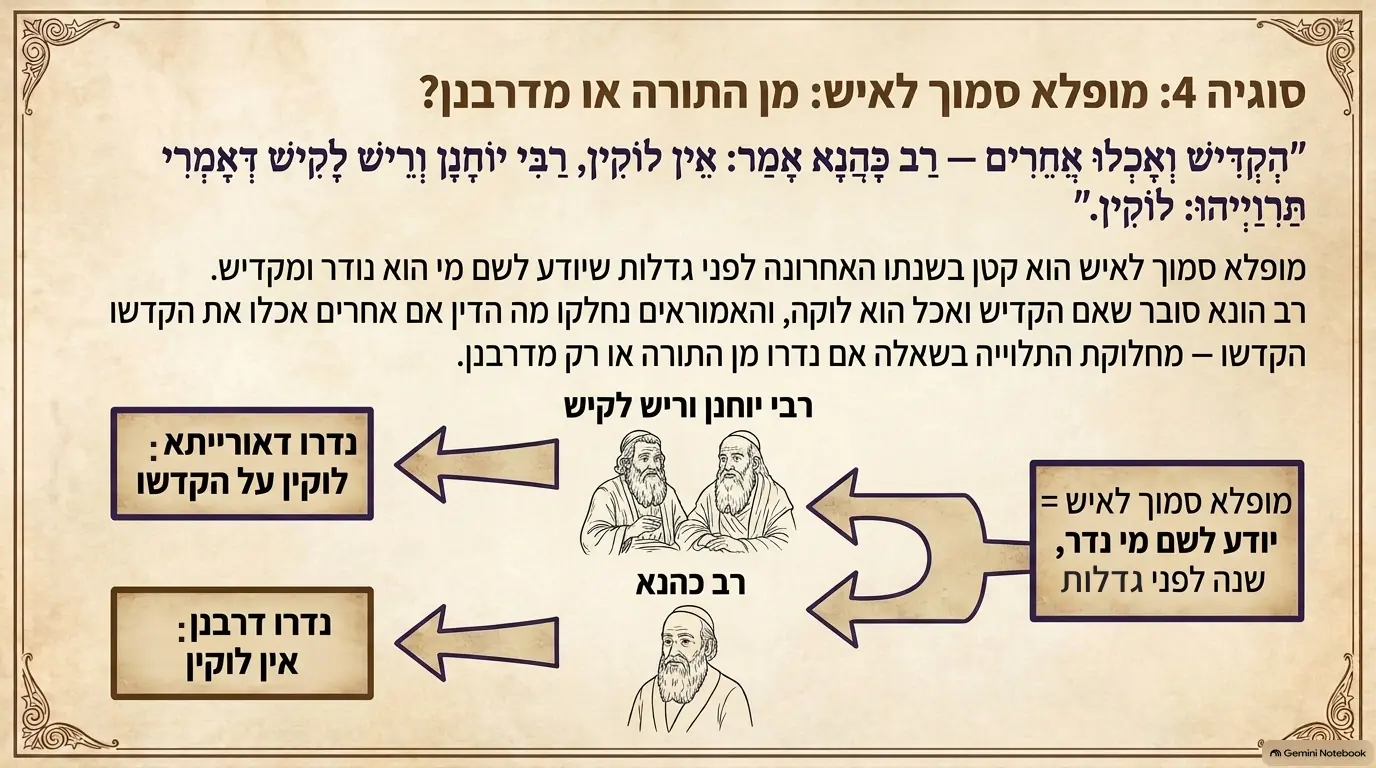 סוגיה 4: מופלא סמוך לאיש: מן התורה או מדרבנן?
"הִקְדִּישׁ וְאָכְלוּ אֲחֵרִים – רַב כָּהֲנָא אָמַר: אֵין לוֹקִין, רַבִּי יוֹחָנָן וְרֵישׁ לָקִישׁ דְּאָמְרִי
תַּרְוַיְיהוּ: לוֹקִין."
מופלא סמוך לאיש הוא קטן בשנתו האחרונה לפני גדלות שיודע לשם מי הוא נודר ומקדיש.
רב הונא סובר שאם הקדיש ואכל הוא לוקה, והאמוראים נחלקו מה הדין אם אחרים אכלו את הקדשו
הקדשו – מחלוקת התלוייה בשאלה אם נדרו מן התורה או רק מדרבנן.
מופלא סמוך לאיש =
יודע לשם מי נדר,
שנה לפני גדלות
רבי יוחנן וריש לקיש
נדרו דאורייתא:
לוקין על הקדשו
רב כהנא
נדרו דרבנן:
אין לוקין
Gemini Notebook